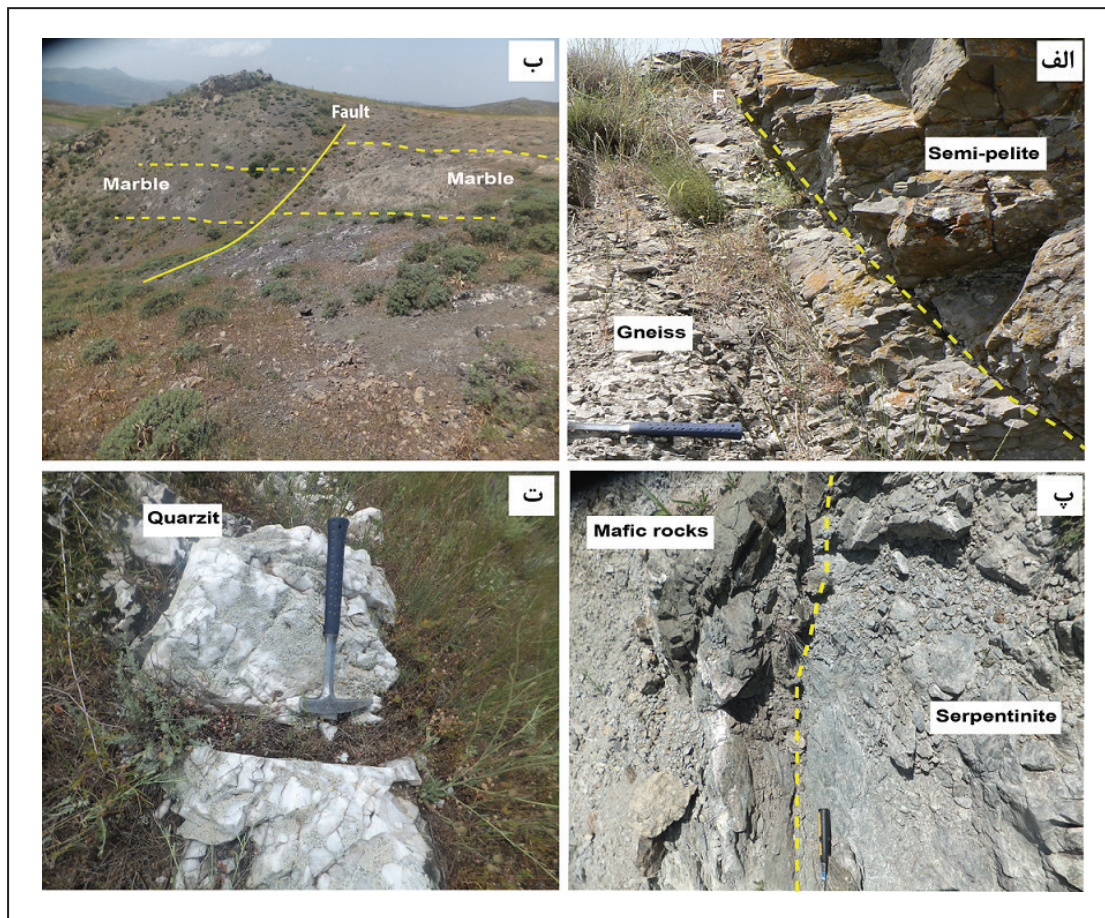 الف
F
Semi-pelite
Gneiss
ب
Fault
Marble
Marble
پ
Mafic rocks
Serpentinite
ت
Quarzit